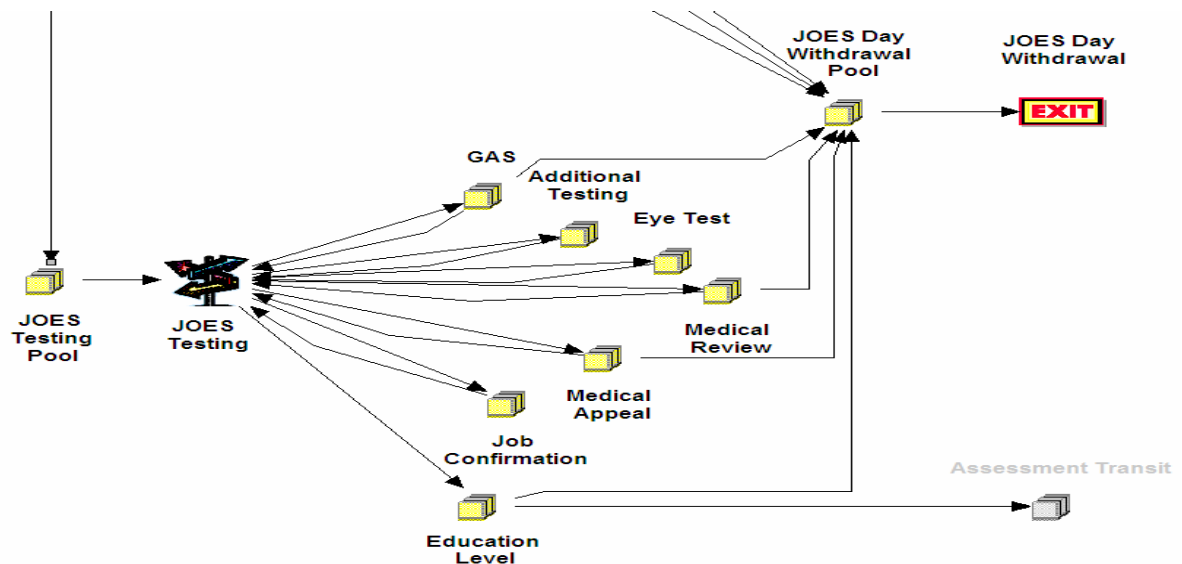 JOES Day
Withdrawal
Pool
JOES Day
Withdrawal
EXIT
GAS
Additional
Testing
Eye Test
JOES
Testing
Pool
JOES
Testing
Medical
Review
Medical
Appeal
Job
Confirmation
Assessment Transit
Education
Level